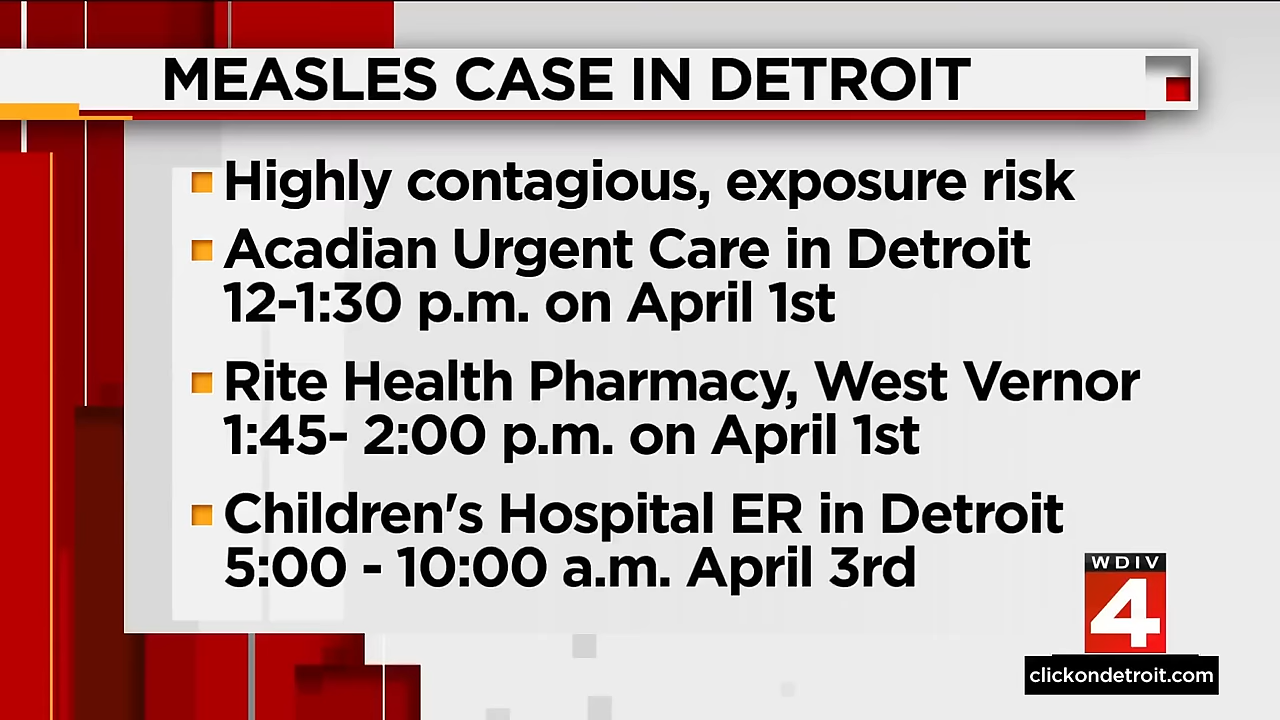 MEASLES CASE IN DETROIT
Highly contagious, exposure risk
Acadian Urgent Care in Detroit
12-1:30 p.m. on April 1st
Rite Health Pharmacy, West Vernor
1:45- 2:00 p.m. on April 1st
Children's Hospital ER in Detroit
5:00 - 10:00 a.m. April 3rd
WDIV
4
clickondetroit.com